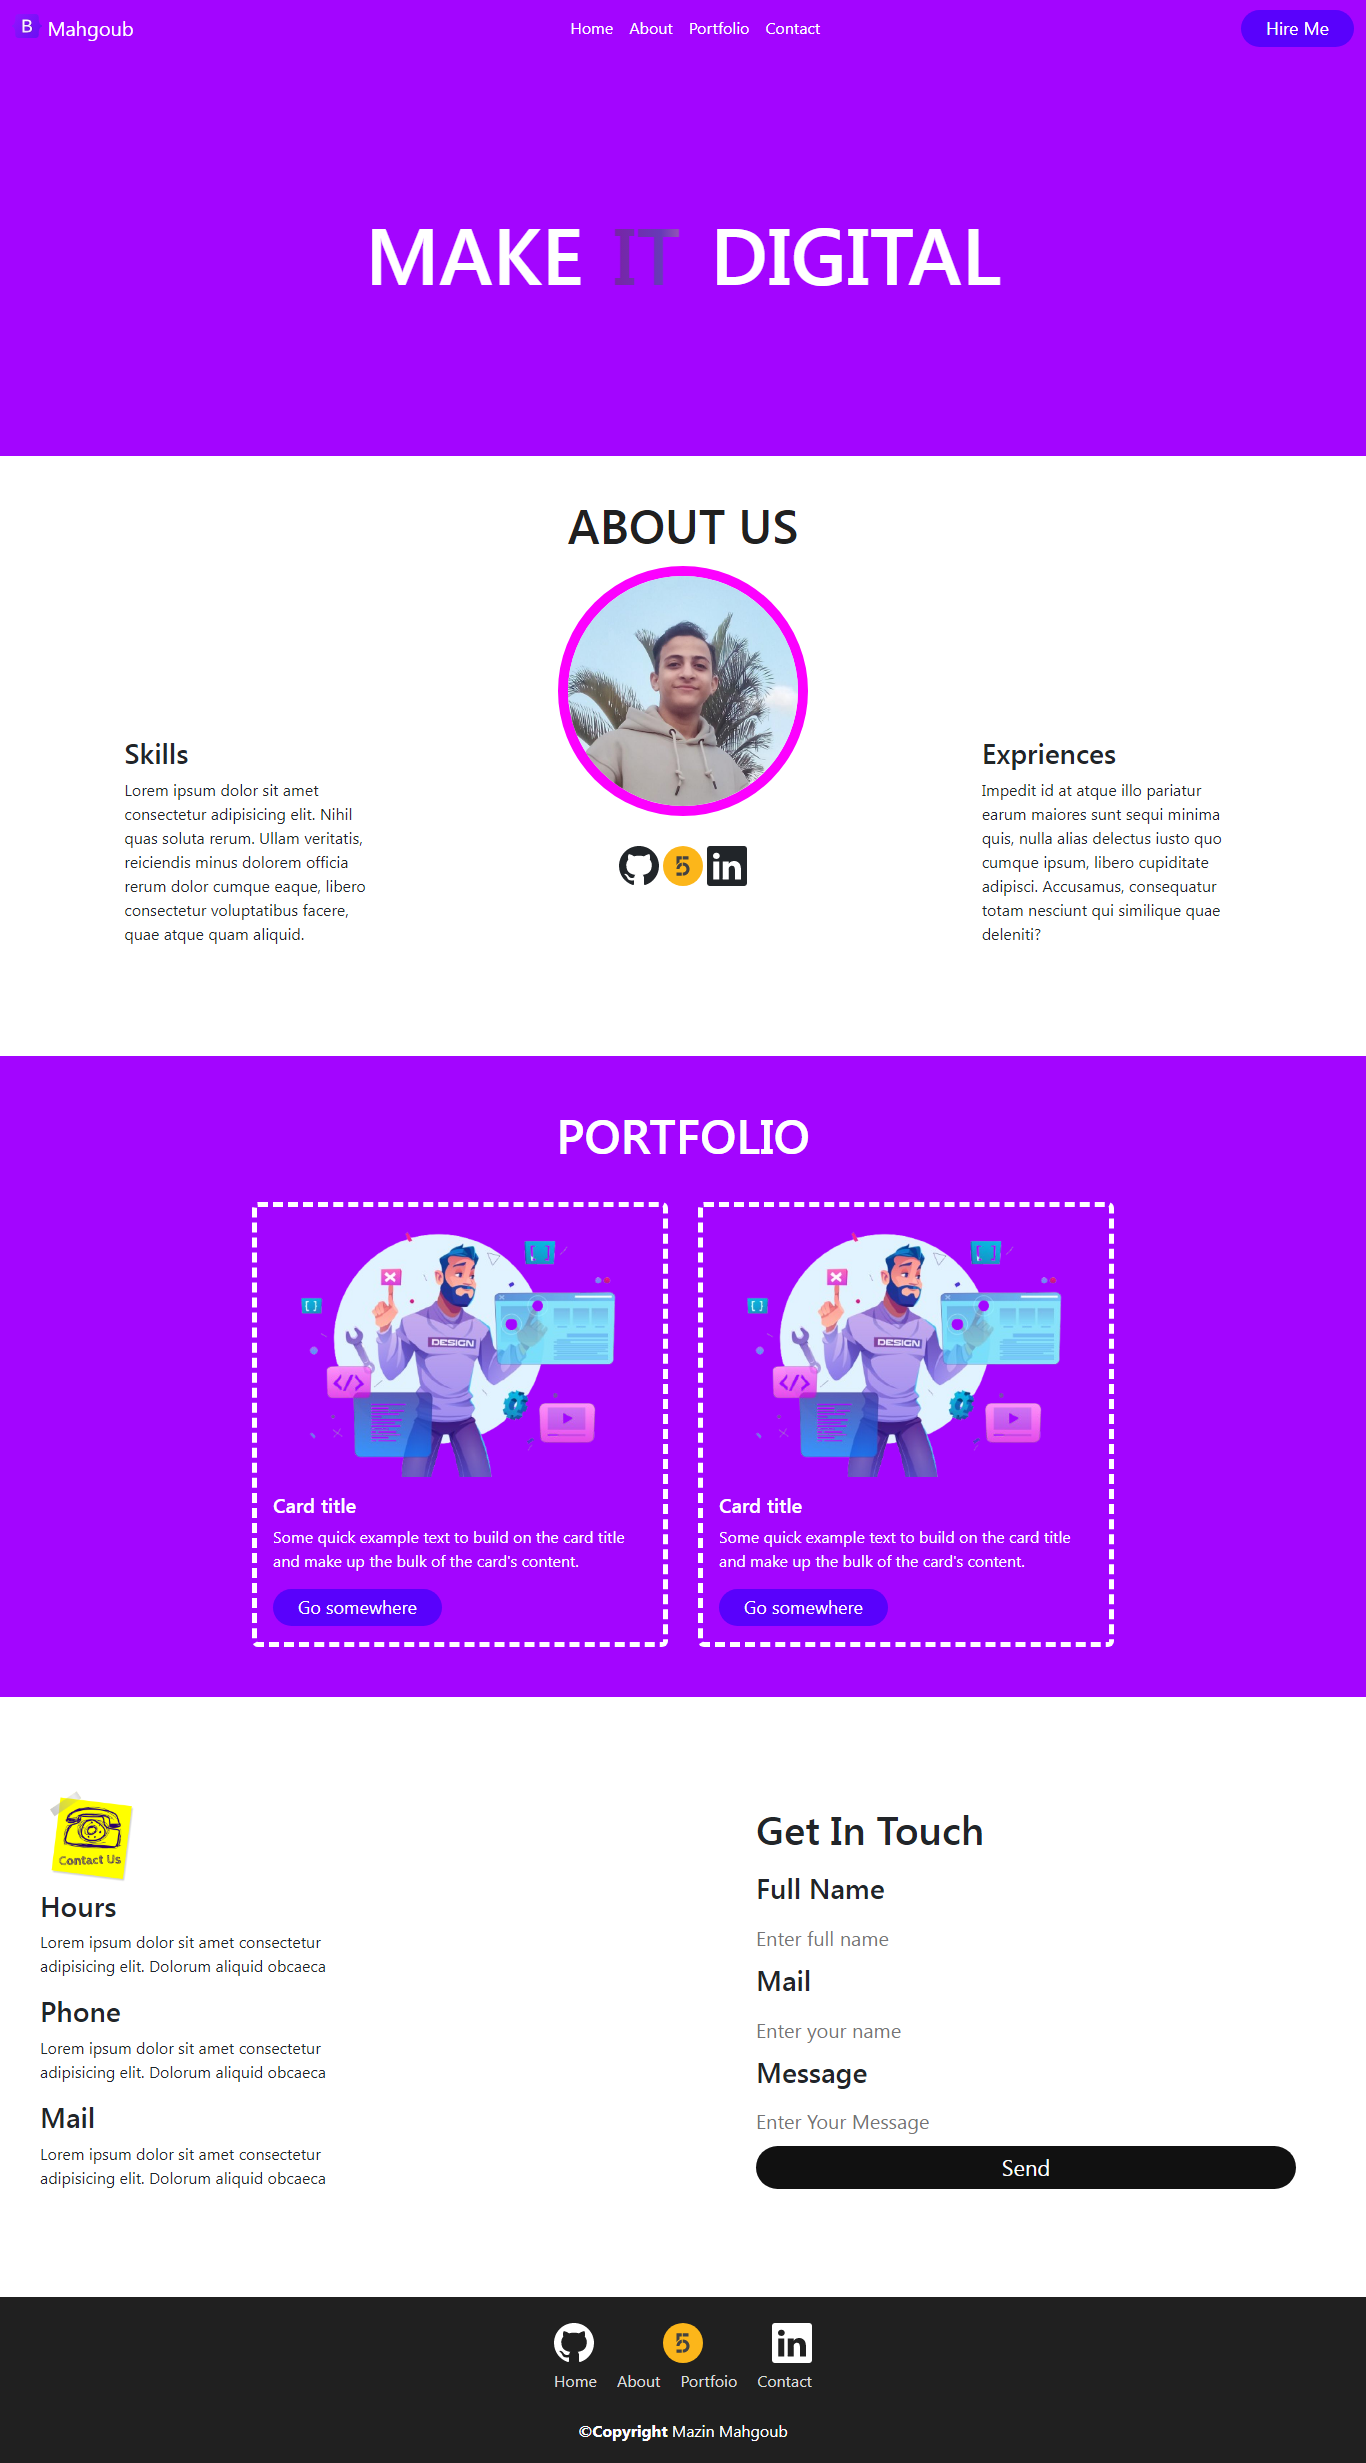 B Mahgoub Home About Portfolio Contact Hire Me
MAKE IT DIGITAL
ABOUT US
Skills
Lorem ipsum dolor sit amet
consectetur adipisicing elit. Nihil
quas soluta rerum. Ullam veritatis,
reiciendis minus dolorem officia
rerum dolor cumque eaque, libero
consectetur voluptatibus facere,
quae atque quam aliquid.
5
in
Expriences
Impedit id at atque illo pariatur
earum maiores sunt sequi minima
quis, nulla alias delectus iusto quo
cumque ipsum, libero cupiditate
adipisci. Accusamus, consequatur
totam nesciunt qui similique quae
deleniti?
PORTFOLIO
[ ]
{ }
DESIGN
</>
Card title
Some quick example text to build on the card title
and make up the bulk of the card's content.
Go somewhere
[ ]
{ }
DESIGN
</>
Card title
Some quick example text to build on the card title
and make up the bulk of the card's content.
Go somewhere
Contact Us
Hours
Lorem ipsum dolor sit amet consectetur
adipisicing elit. Dolorum aliquid obcaeca
Phone
Lorem ipsum dolor sit amet consectetur
adipisicing elit. Dolorum aliquid obcaeca
Mail
Lorem ipsum dolor sit amet consectetur
adipisicing elit. Dolorum aliquid obcaeca
Get In Touch
Full Name
Enter full name
Mail
Enter your name
Message
Enter Your Message
Send
5
in
Home About Portfoio Contact
©Copyright Mazin Mahgoub